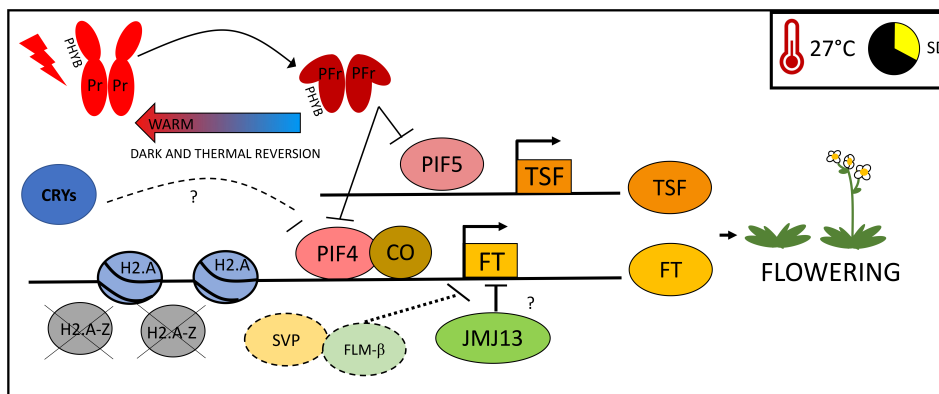 PHYB
Pr Pr
PFr PFr
PHYB
27°C
WARM
DARK AND THERMAL REVERSION
PIF5
TSF
TSF
CRYs
?
PIF4
CO
FT
FT
H2.A
H2.A
FLOWERING
H2.A-Z
H2.A-Z
?
SVP
FLM-β
JMJ13